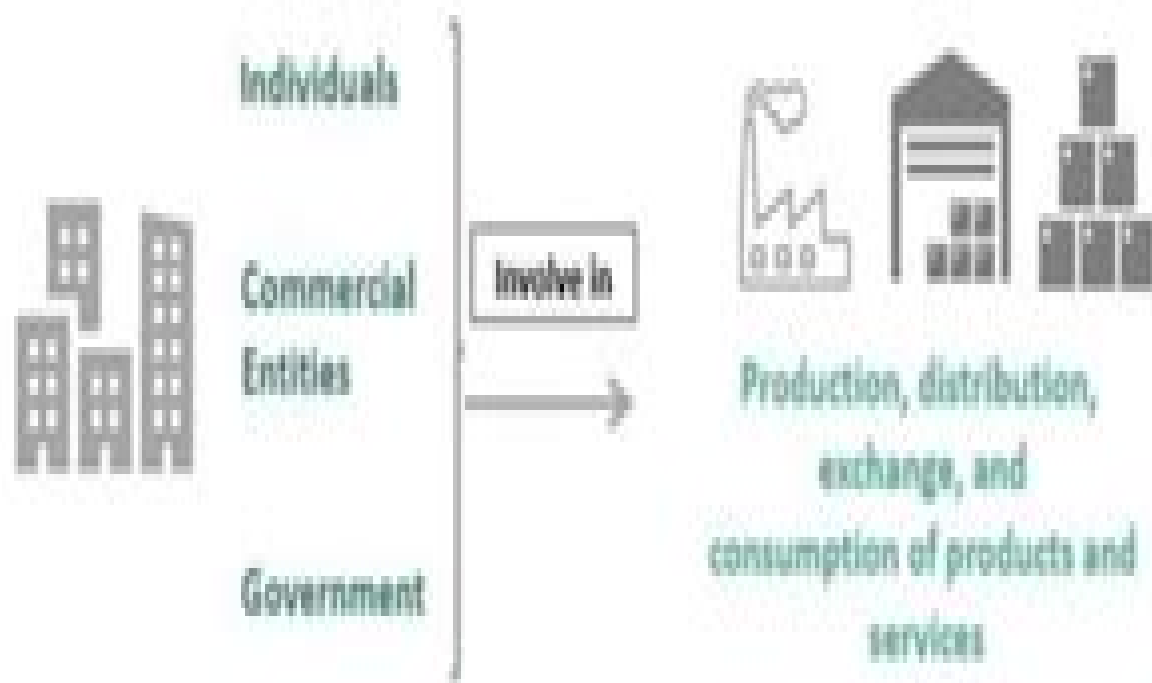 Individuals
Commercial
Entities
Government
Involve in
Production, distribution,
exchange, and
consumption of products and
services